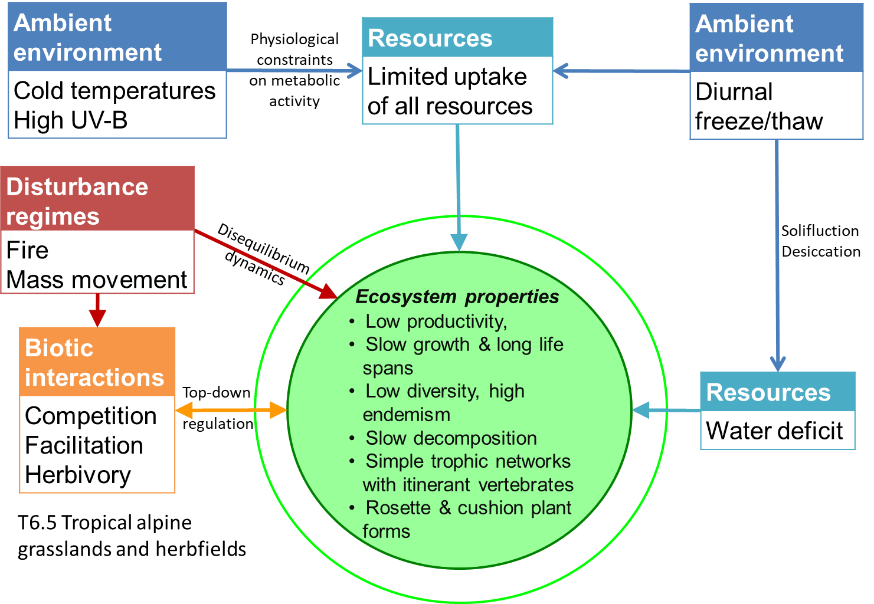 Ambient
environment
Cold temperatures
High UV-B
Physiological
constraints
on metabolic
activity
Resources
Limited uptake
of all resources
Ambient
environment
Diurnal
freeze/thaw
Disturbance
regimes
Fire
Mass movement
Disequilibrium
dynamics
Solifluction
Desiccation
Ecosystem properties
• Low productivity,
• Slow growth & long life
spans
• Low diversity, high
endemism
• Slow decomposition
• Simple trophic networks
with itinerant vertebrates
• Rosette & cushion plant
forms
Biotic
interactions
Competition
Facilitation
Herbivory
Top-down
regulation
Resources
Water deficit
T6.5 Tropical alpine
grasslands and herbfields